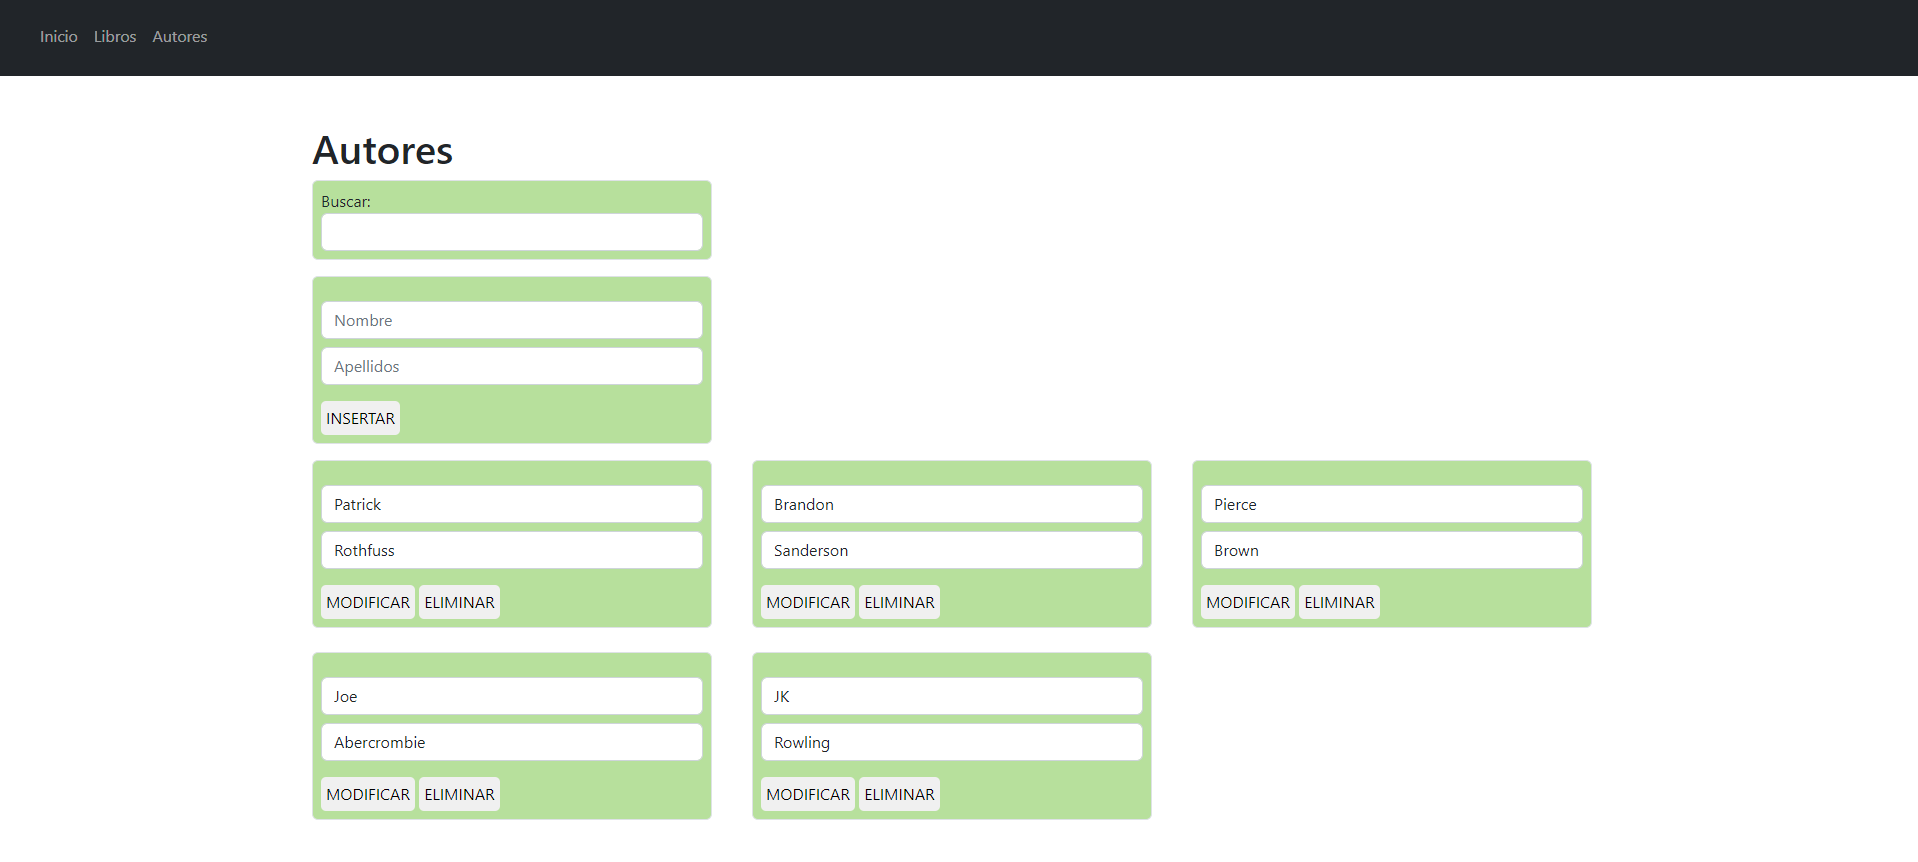 Inicio Libros Autores
Autores
Buscar:
Nombre
Apellidos
INSERTAR
Patrick
Rothfuss
MODIFICAR ELIMINAR
Brandon
Sanderson
MODIFICAR ELIMINAR
Pierce
Brown
MODIFICAR ELIMINAR
Joe
Abercrombie
MODIFICAR ELIMINAR
JK
Rowling
MODIFICAR ELIMINAR